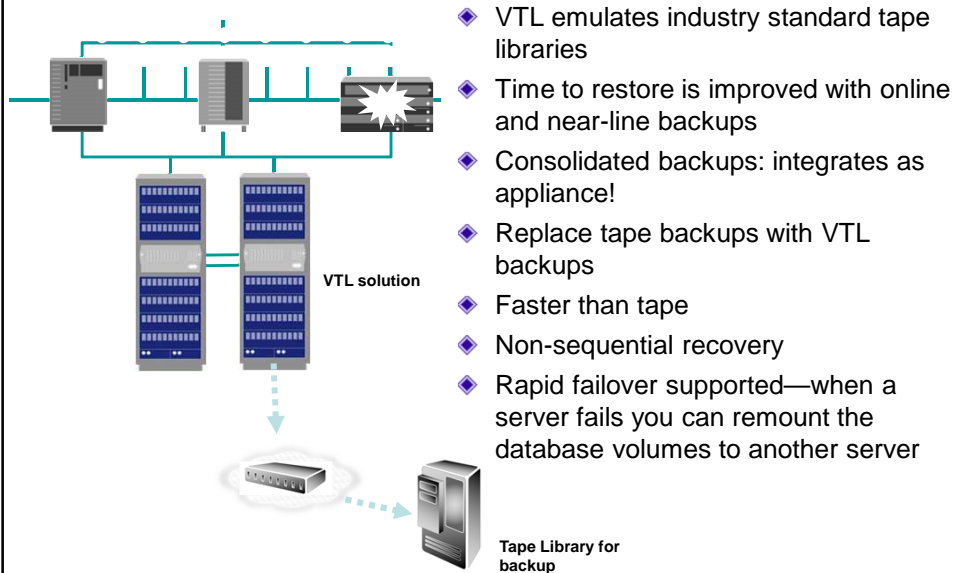 VTL emulates industry standard tape
libraries
Time to restore is improved with online
and near-line backups
Consolidated backups: integrates as
appliance!
Replace tape backups with VTL
backups
Faster than tape
Non-sequential recovery
Rapid failover supported—when a
server fails you can remount the
database volumes to another server
VTL solution
Tape Library for
backup